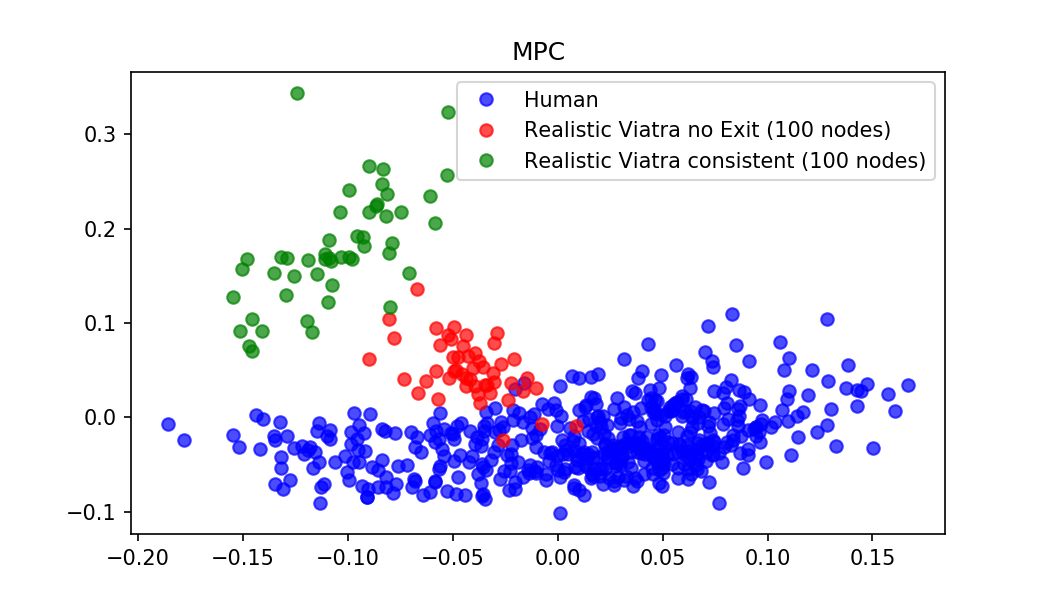 MPC
Human
Realistic Viatra no Exit (100 nodes)
Realistic Viatra consistent (100 nodes)
0.3
0.2
0.1
0.0
−0.1
−0.20 −0.15 −0.10 −0.05 0.00 0.05 0.10 0.15